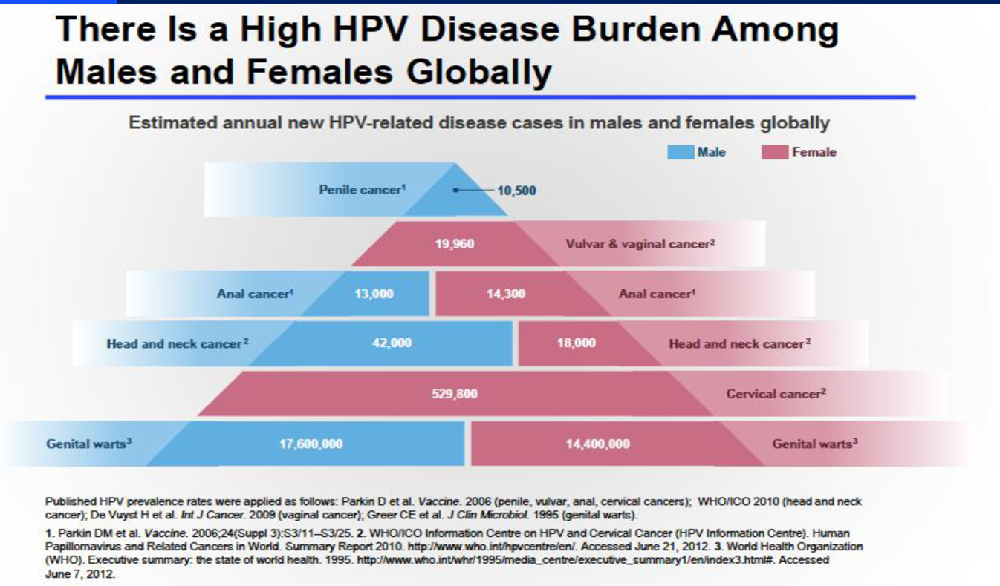 There Is a High HPV Disease Burden Among
Males and Females Globally
Estimated annual new HPV-related disease cases in males and females globally
Male Female
Penile cancer¹ 10,500
19,960 Vulvar & vaginal cancer²
Anal cancer¹ 13,000 14,300 Anal cancer¹
Head and neck cancer² 42,000 18,000 Head and neck cancer²
529,800 Cervical cancer²
Genital warts³ 17,600,000 14,400,000 Genital warts³
Published HPV prevalence rates were applied as follows: Parkin D et al. Vaccine. 2006 (penile, vulvar, anal, cervical cancers); WHO/ICO 2010 (head and neck
cancer); De Vuyst H et al. Int J Cancer. 2009 (vaginal cancer); Greer CE et al. J Clin Microbiol. 1995 (genital warts).
1. Parkin DM et al. Vaccine. 2006;24(Suppl 3):S3/11–S3/25. 2. WHO/ICO Information Centre on HPV and Cervical Cancer (HPV Information Centre). Human
Papillomavirus and Related Cancers in World. Summary Report 2010. http://www.who.int/hpvcentre/en/. Accessed June 21, 2012. 3. World Health Organization
(WHO). Executive summary: the state of world health. 1995. http://www.who.int/whr/1995/media_centre/executive_summary1/en/index3.html#. Accessed
June 7, 2012.